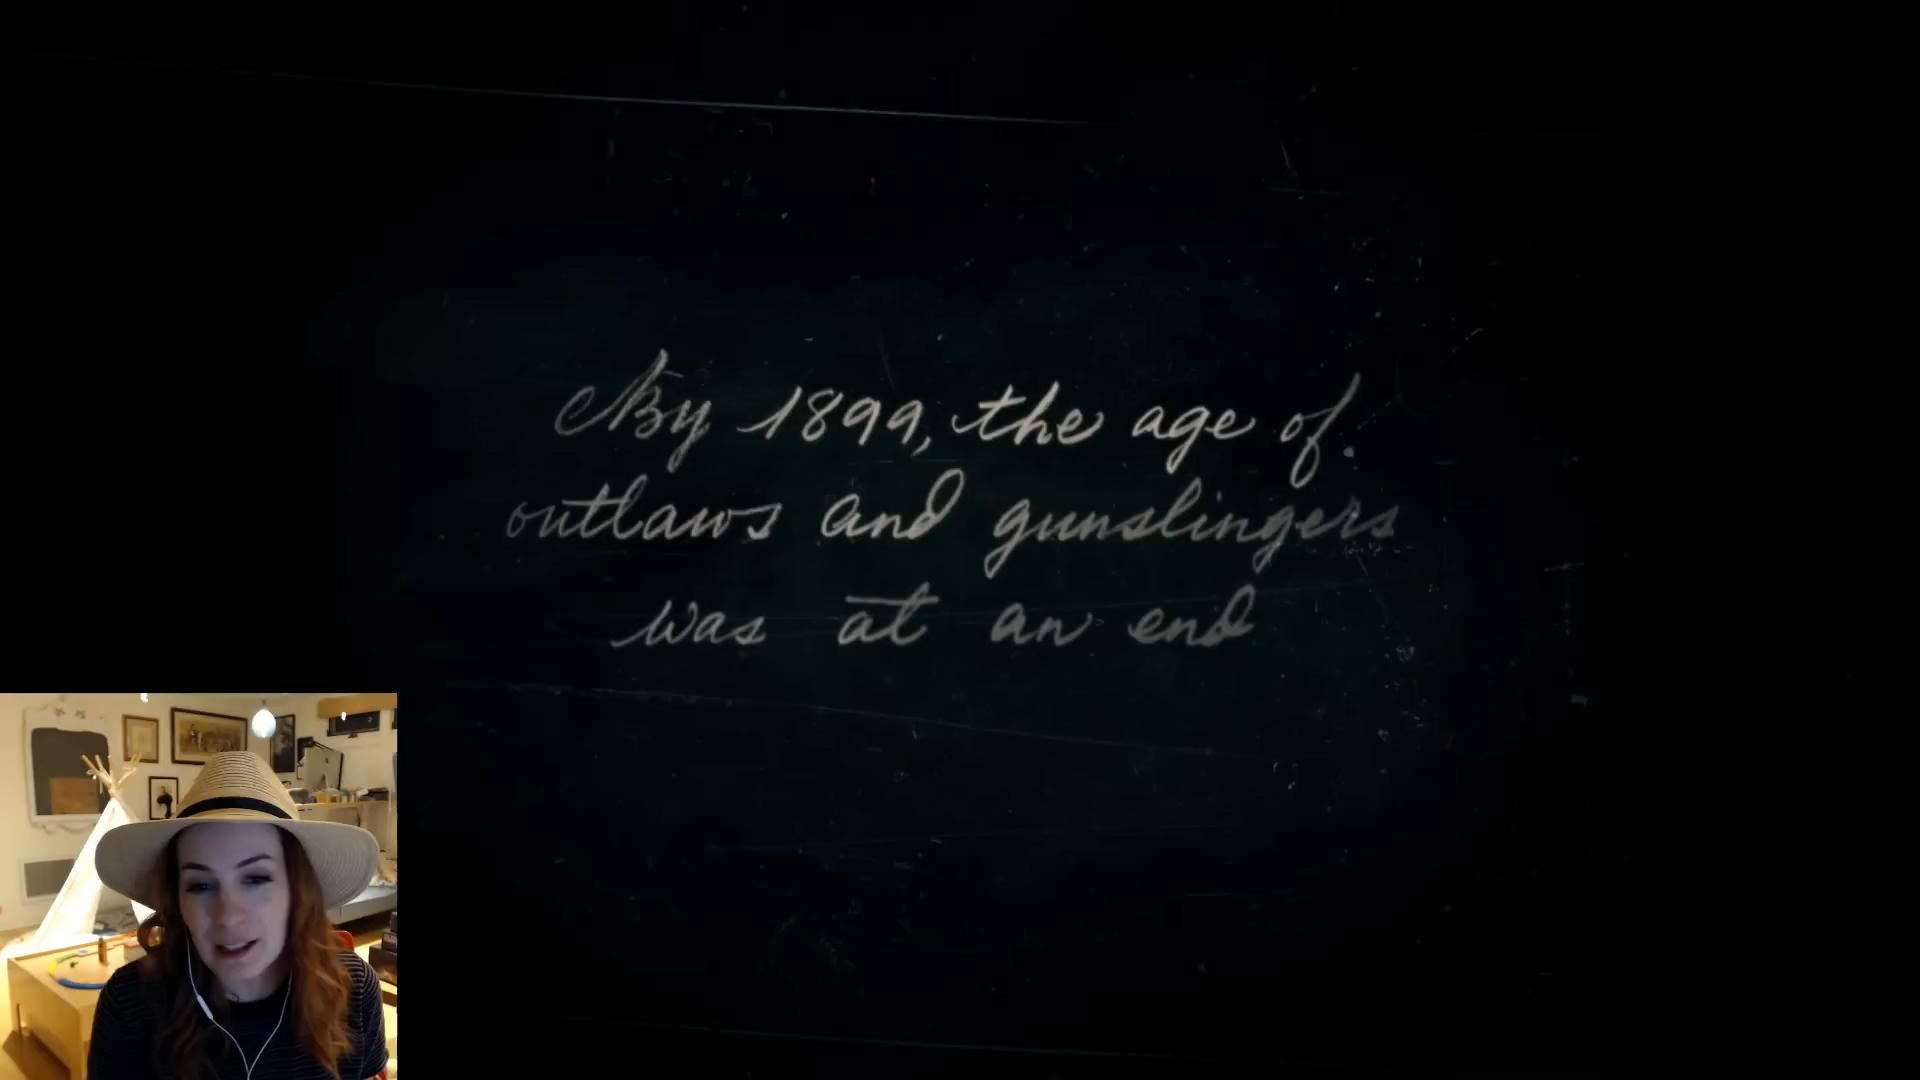 By 1899, the age of
outlaws and gunslingers
was at an end